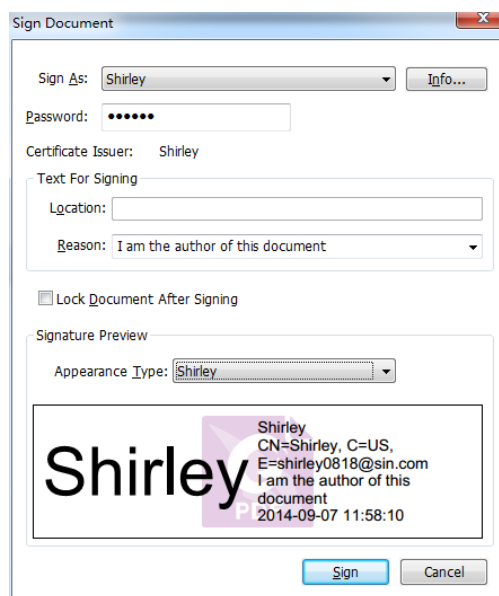 Sign Document
x
Sign As: Shirley Info...
Password: ••••••
Certificate Issuer: Shirley
Text For Signing
Location:
Reason: I am the author of this document
Lock Document After Signing
Signature Preview
Appearance Type: Shirley
Shirley
Shirley
CN=Shirley, C=US,
E=shirley0818@sin.com
I am the author of this
document
2014-09-07 11:58:10
PDF
Sign Cancel